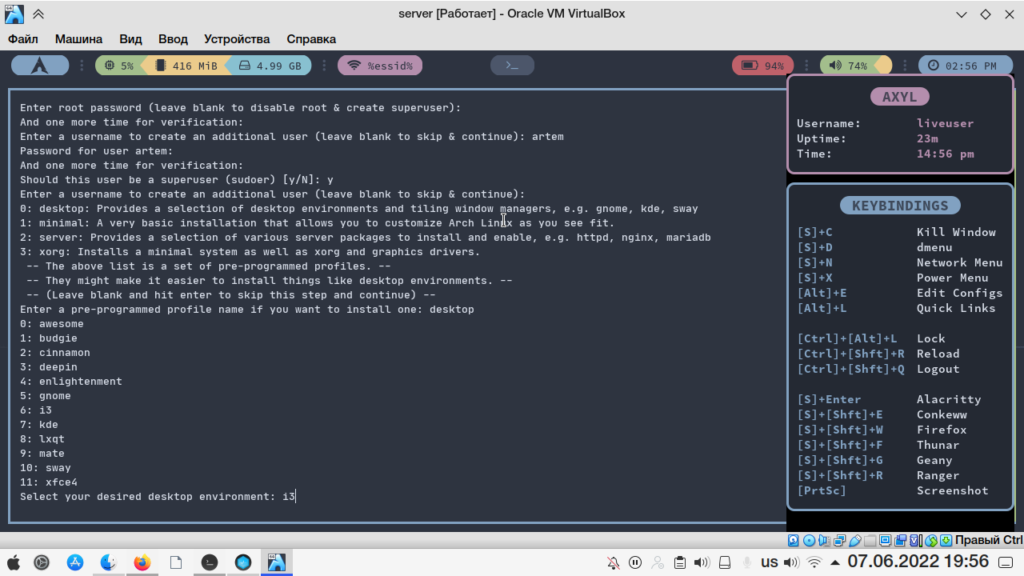 server [Работает] - Oracle VM VirtualBox
Файл Машина Вид Ввод Устройства Справка
5% 416 MiB 4.99 GB %essid% >_ 94% 74% 02:56 PM
Enter root password (leave blank to disable root & create superuser):
And one more time for verification:
Enter a username to create an additional user (leave blank to skip & continue): artem
Password for user artem:
And one more time for verification:
Should this user be a superuser (sudoer) [y/N]: y
Enter a username to create an additional user (leave blank to skip & continue):
0: desktop: Provides a selection of desktop environments and tiling window managers, e.g. gnome, kde, sway
1: minimal: A very basic installation that allows you to customize Arch Linux as you see fit.
2: server: Provides a selection of various server packages to install and enable, e.g. httpd, nginx, mariadb
3: xorg: Installs a minimal system as well as xorg and graphics drivers.
-- The above list is a set of pre-programmed profiles. --
-- They might make it easier to install things like desktop environments. --
-- (Leave blank and hit enter to skip this step and continue) --
Enter a pre-programmed profile name if you want to install one: desktop
0: awesome
1: budgie
2: cinnamon
3: deepin
4: enlightenment
5: gnome
6: i3
7: kde
8: lxqt
9: mate
10: sway
11: xfce4
Select your desired desktop environment: i3
AXYL
Username: liveuser
Uptime: 23m
Time: 14:56 pm
KEYBINDINGS
[S]+C Kill Window
[S]+D dmenu
[S]+N Network Menu
[S]+X Power Menu
[Alt]+E Edit Configs
[Alt]+L Quick Links
[Ctrl]+[Alt]+L Lock
[Ctrl]+[Shft]+R Reload
[Ctrl]+[Shft]+Q Logout
[S]+Enter Alacritty
[S]+[Shft]+E Conkeww
[S]+[Shft]+W Firefox
[S]+[Shft]+F Thunar
[S]+[Shft]+G Geany
[S]+[Shft]+R Ranger
[PrtSc] Screenshot
Правый Ctrl
us 07.06.2022 19:56